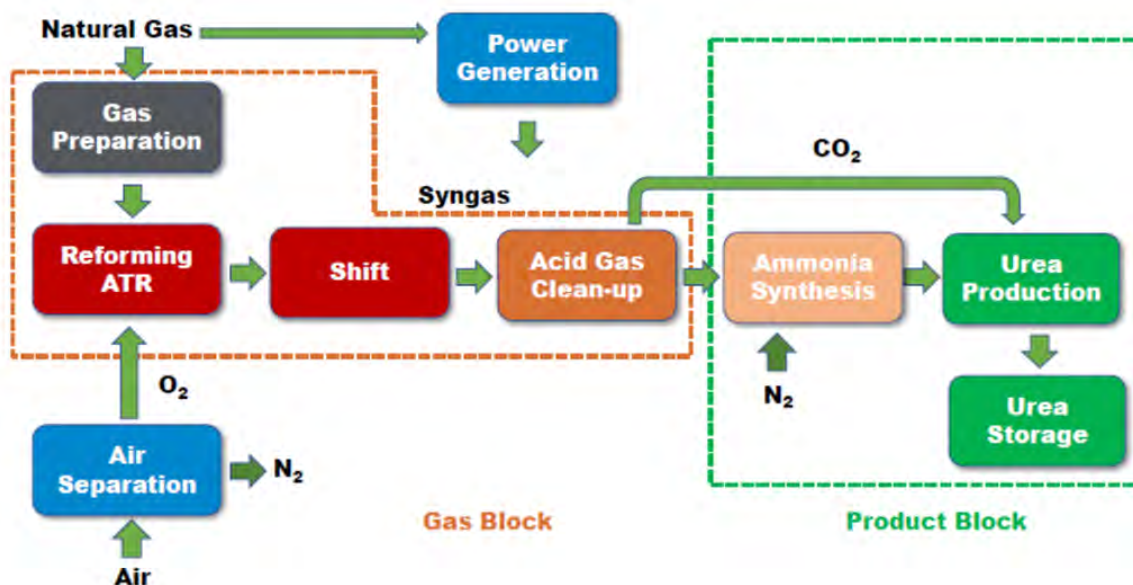 Natural Gas
Power
Generation
Gas
Preparation
CO₂
Syngas
Reforming
ATR
Shift
Acid Gas
Clean-up
Ammonia
Synthesis
Urea
Production
O₂
N₂
Urea
Storage
Air
Separation
N₂
Gas Block
Product Block
Air